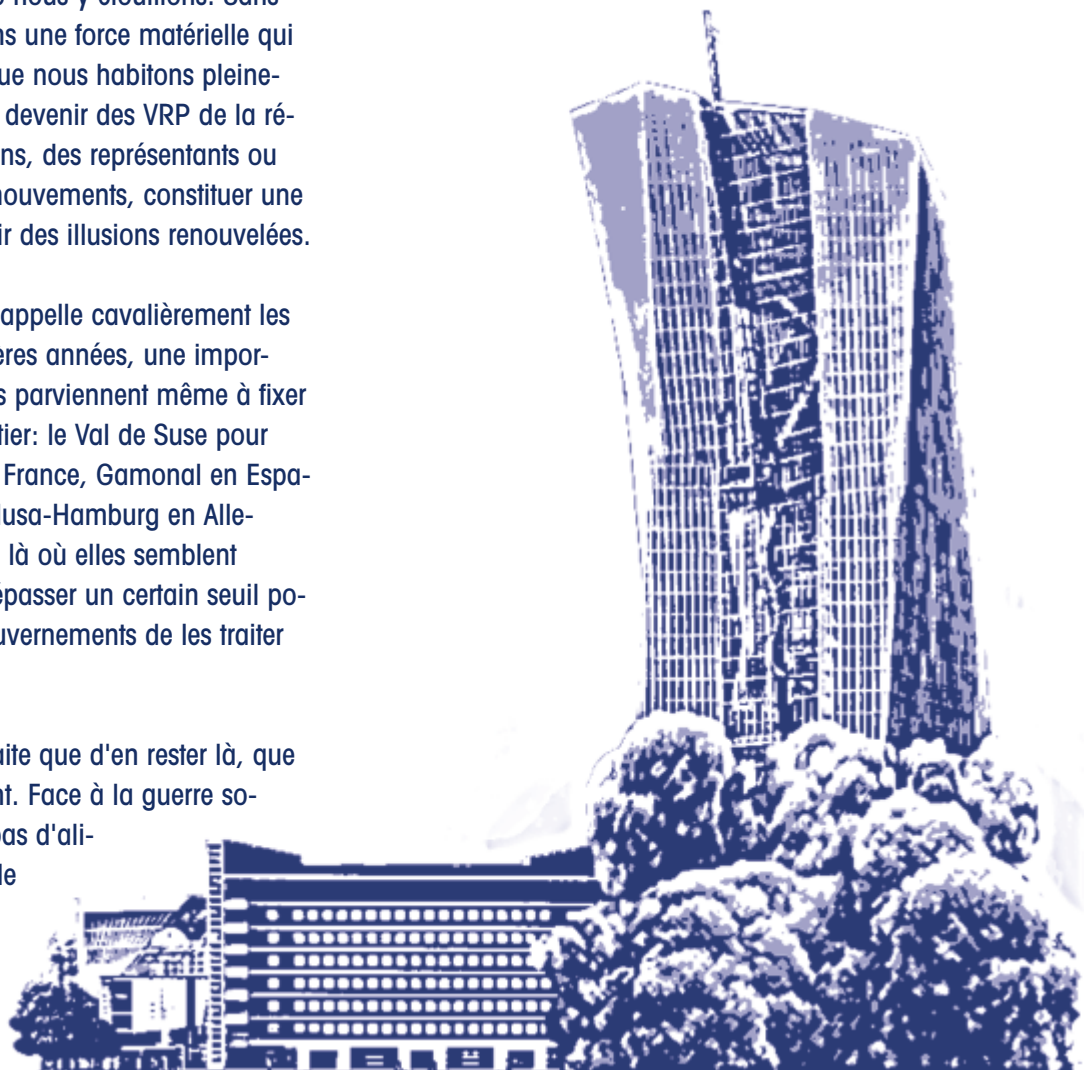 nous y étouffions. Sans
ns une force matérielle qui
ue nous habitons pleine-
devenir des VRP de la ré-
ns, des représentants ou
mouvements, constituer une
ir des illusions renouvelées.
appelle cavalièrement les
ères années, une impor-
s parviennent même à fixer
tier: le Val de Suse pour
France, Gamonal en Espa-
lusa-Hamburg en Alle-
là où elles semblent
épasser un certain seuil po-
uvernements de les traiter
aite que d'en rester là, que
nt. Face à la guerre so-
pas d'ali-
le